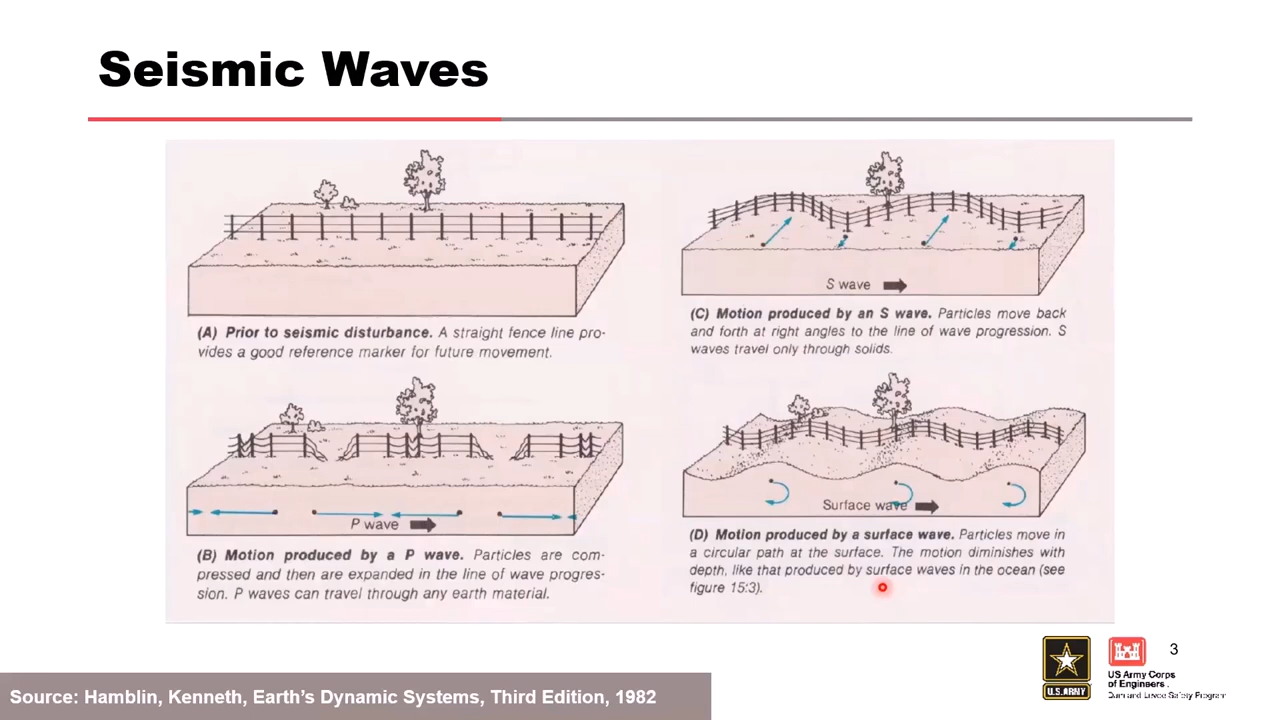 Seismic Waves
(A) Prior to seismic disturbance. A straight fence line pro-
vides a good reference marker for future movement.
P wave
(B) Motion produced by a P wave. Particles are com-
pressed and then are expanded in the line of wave progres-
sion. P waves can travel through any earth material.
S wave
(C) Motion produced by an S wave. Particles move back
and forth at right angles to the line of wave progression. S
waves travel only through solids.
Surface wave
(D) Motion produced by a surface wave. Particles move in
a circular path at the surface. The motion diminishes with
depth, like that produced by surface waves in the ocean (see
figure 15:3).
U.S. ARMY
US Army Corps
of Engineers.
Dam and Levee Safety Program
3
Source: Hamblin, Kenneth, Earth's Dynamic Systems, Third Edition, 1982